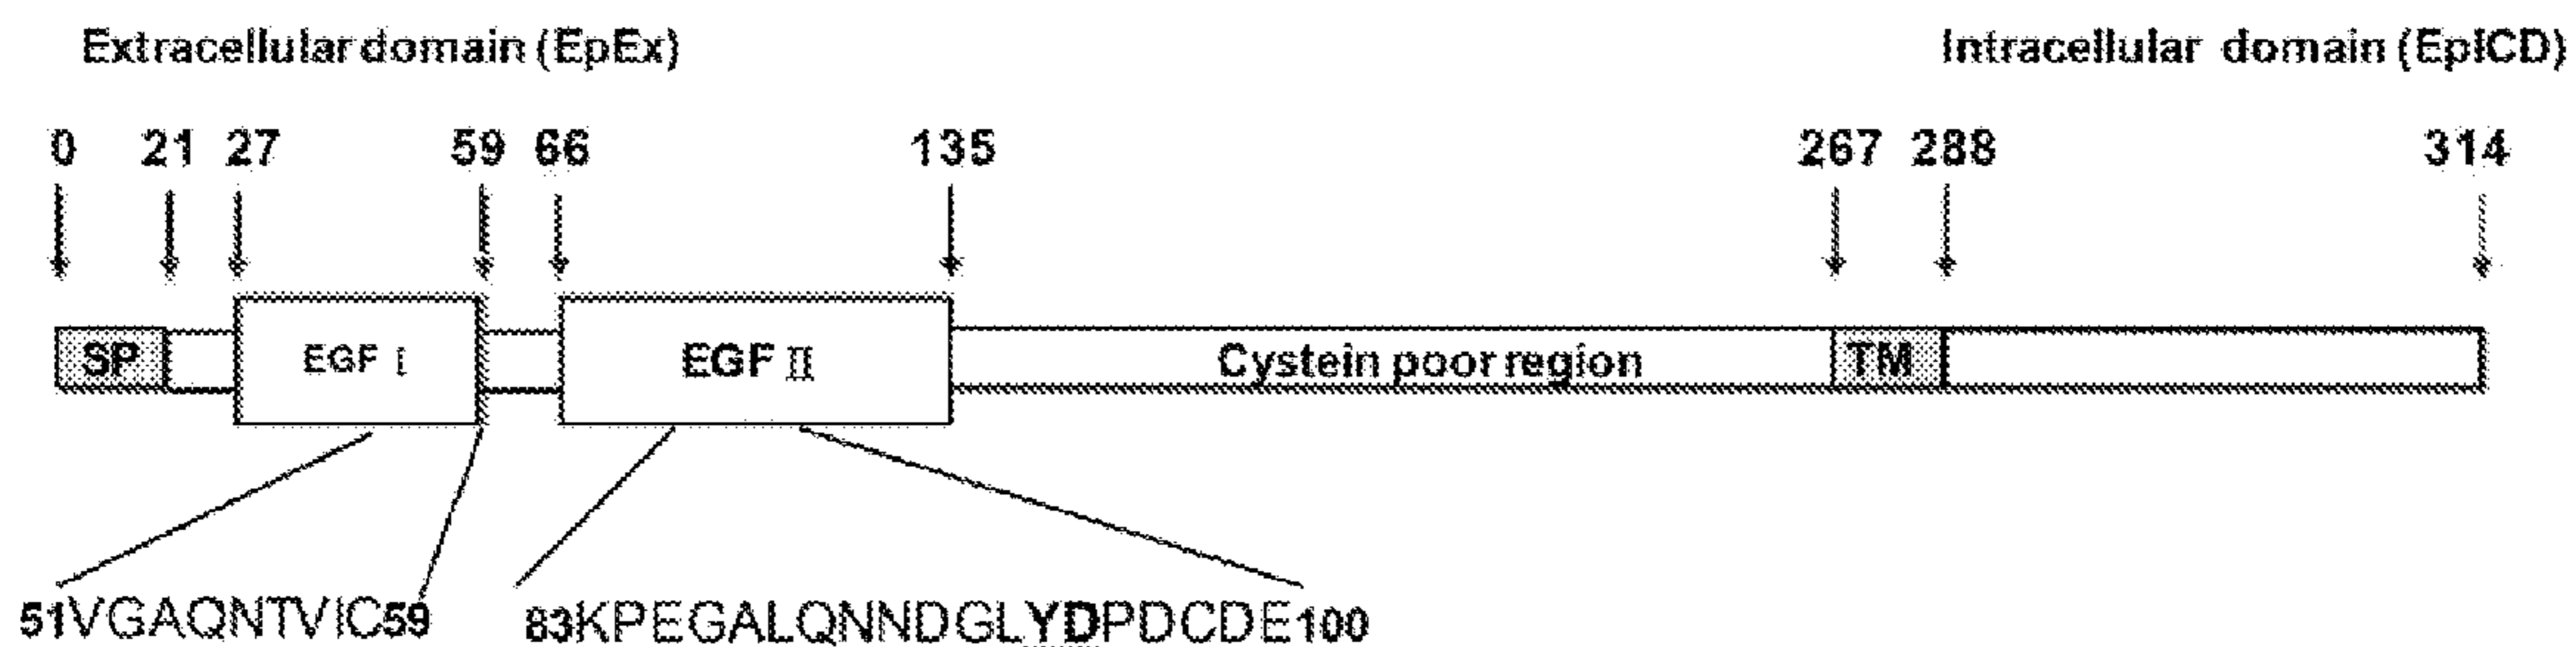 Extracellular domain (EpEx) Intracellular domain (EpICD)
0 21 27 59 66 135 267 288 314
SP EGF I EGF II Cystein poor region TM
51VGAQNTVIC59 83KPEGALQNNDGLYDPDCDE100